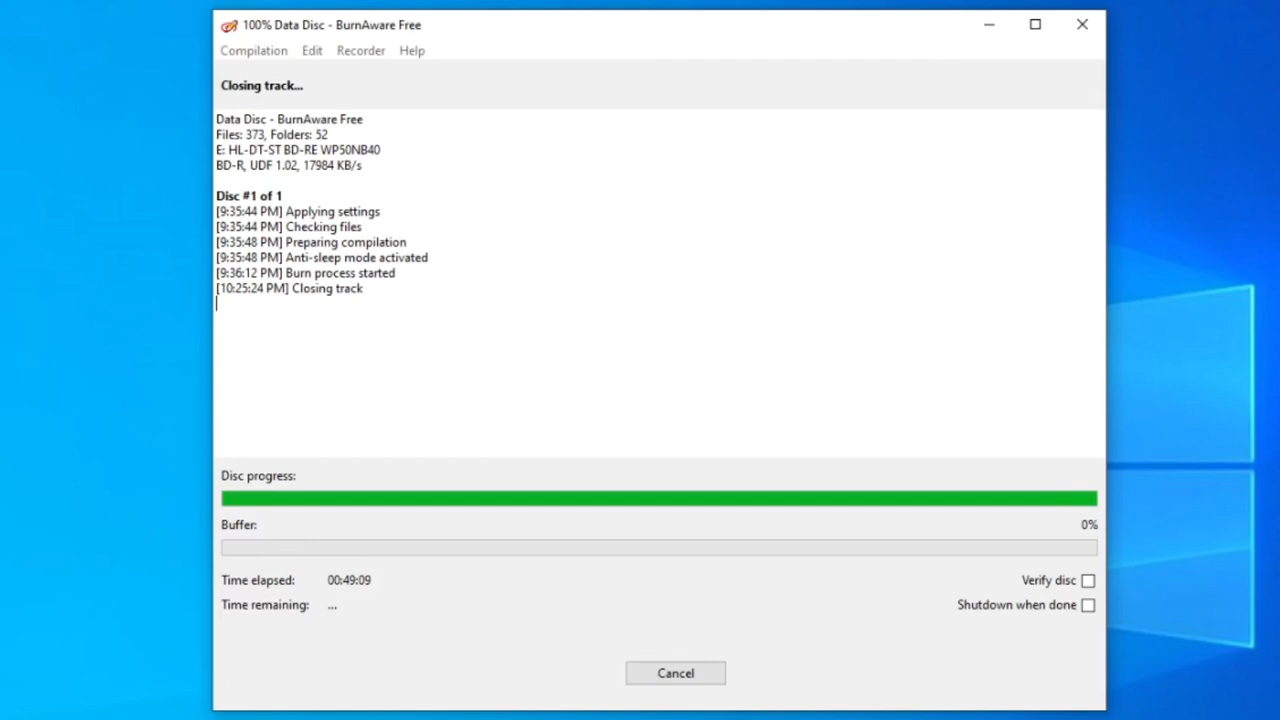 100% Data Disc - BurnAware Free
Compilation Edit Recorder Help
Closing track...
Data Disc - BurnAware Free
Files: 373, Folders: 52
E: HL-DT-ST BD-RE WP50NB40
BD-R, UDF 1.02, 17984 KB/s
Disc #1 of 1
[9:35:44 PM] Applying settings
[9:35:44 PM] Checking files
[9:35:48 PM] Preparing compilation
[9:35:48 PM] Anti-sleep mode activated
[9:36:12 PM] Burn process started
[10:25:24 PM] Closing track
Disc progress:
Buffer: 0%
Time elapsed: 00:49:09 Verify disc
Time remaining: ... Shutdown when done
Cancel